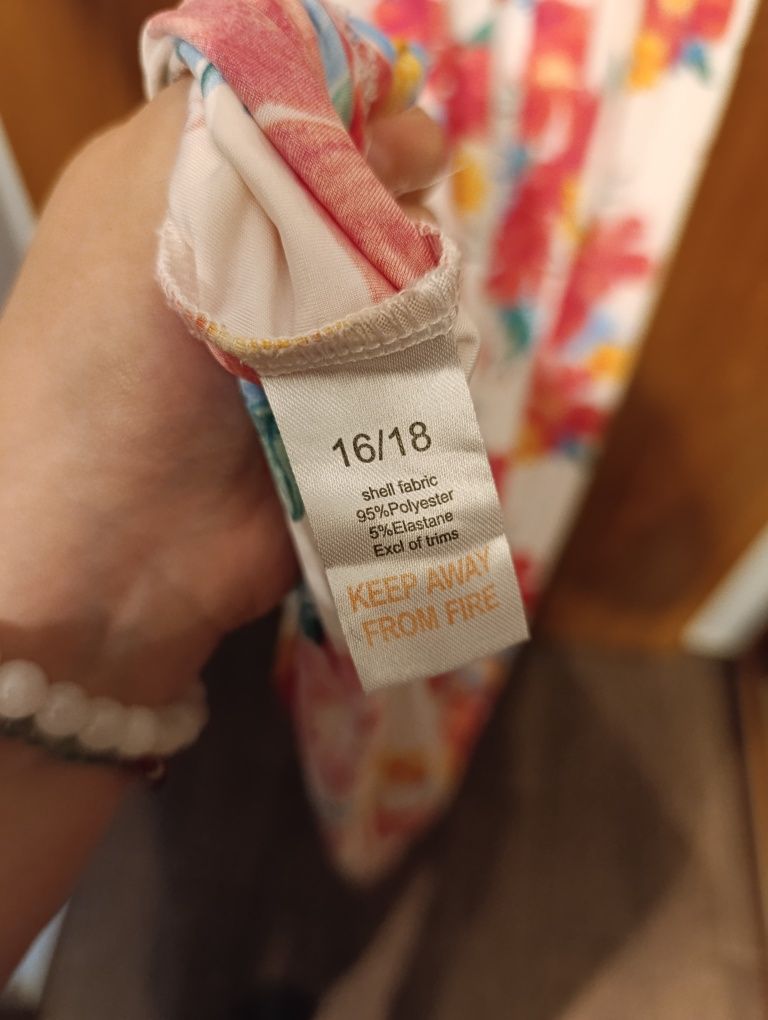 16/18
shell fabric
95%Polyester
5%Elastane
Excl of trims
KEEP AWAY
FROM FIRE